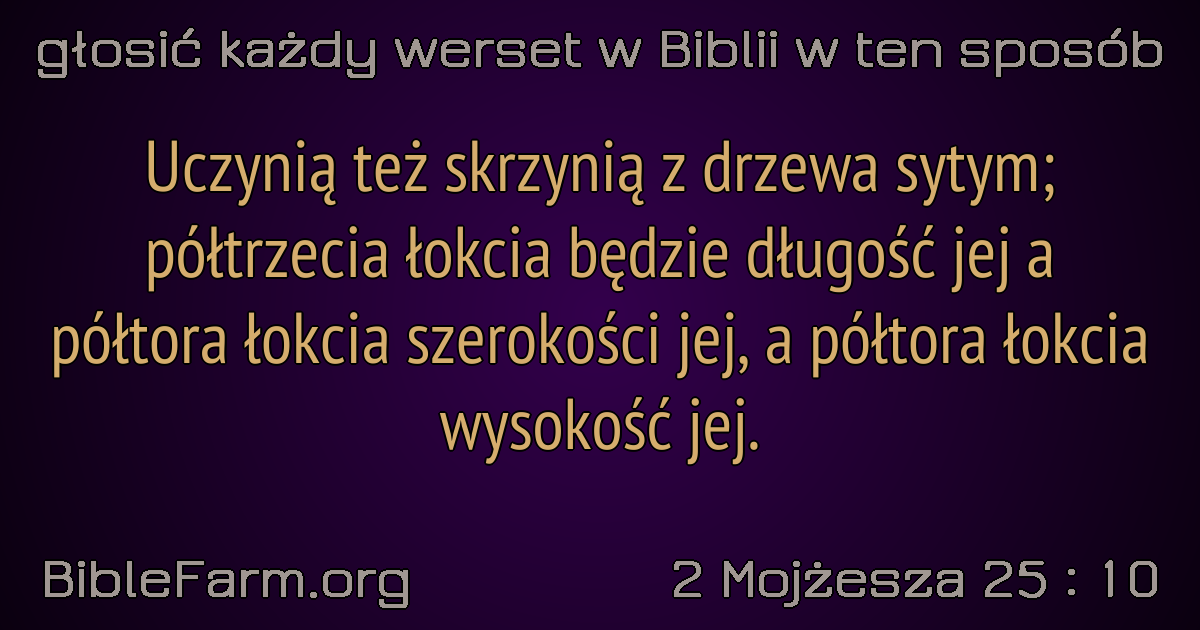 głosić każdy werset w Biblii w ten sposób
Uczynią też skrzynią z drzewa sytym;
półtrzecia łokcia będzie długość jej a
półtora łokcia szerokości jej, a półtora łokcia
wysokość jej.
BibleFarm.org
2 Mojżesza 25 : 10